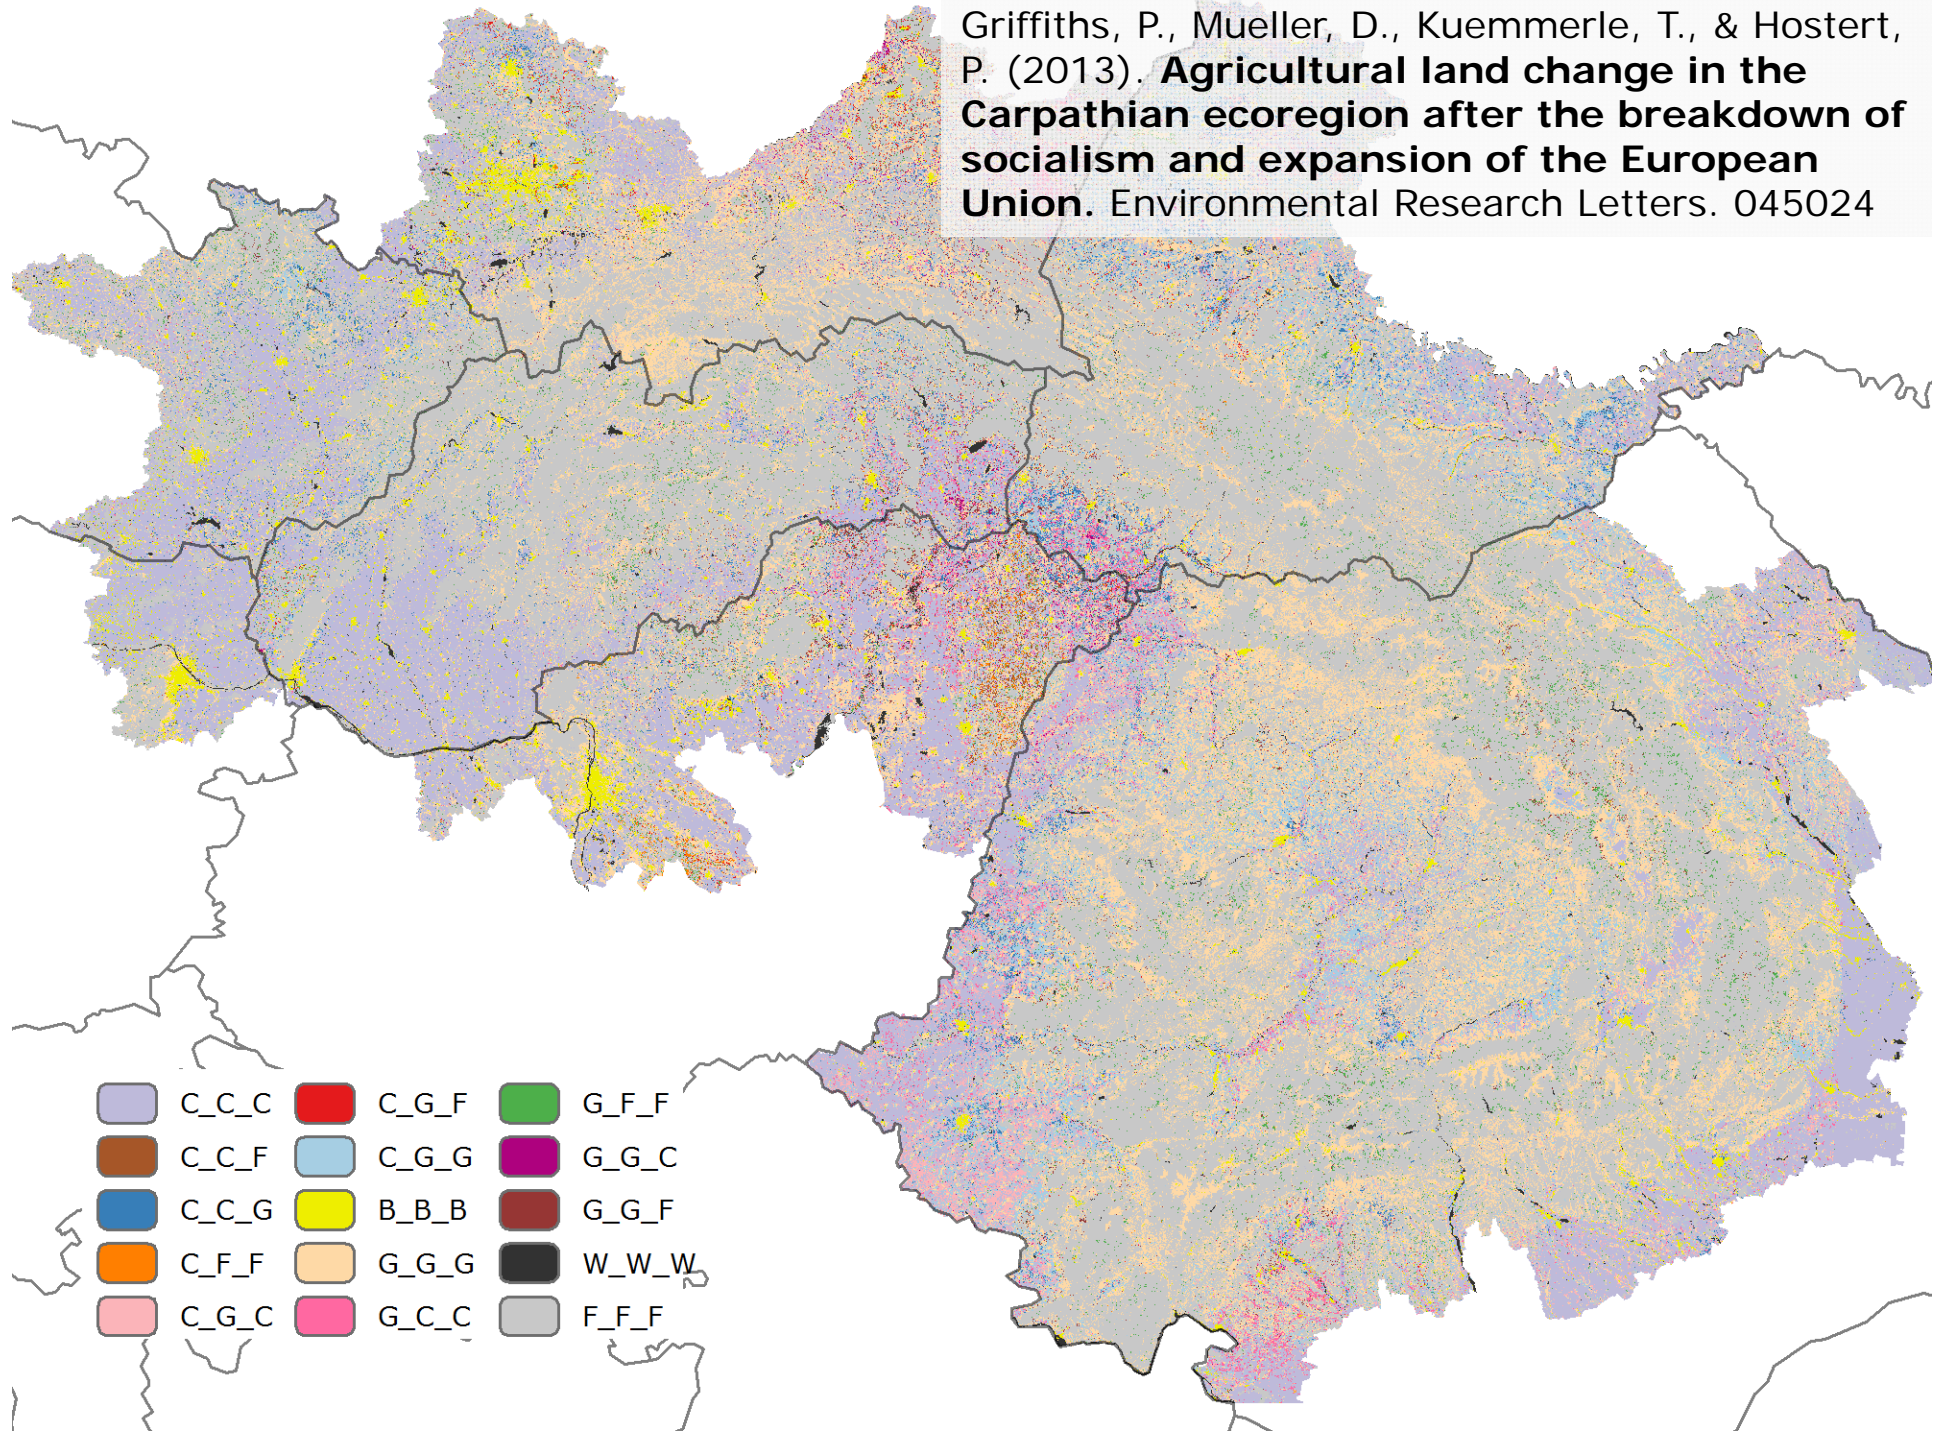 Griffiths, P., Mueller, D., Kuemmerle, T., & Hostert,
P. (2013). Agricultural land change in the
Carpathian ecoregion after the breakdown of
socialism and expansion of the European
Union. Environmental Research Letters. 045024
C_C_C C_G_F G_F_F
C_C_F C_G_G G_G_C
C_C_G B_B_B G_G_F
C_F_F G_G_G W_W_W
C_G_C G_C_C F_F_F